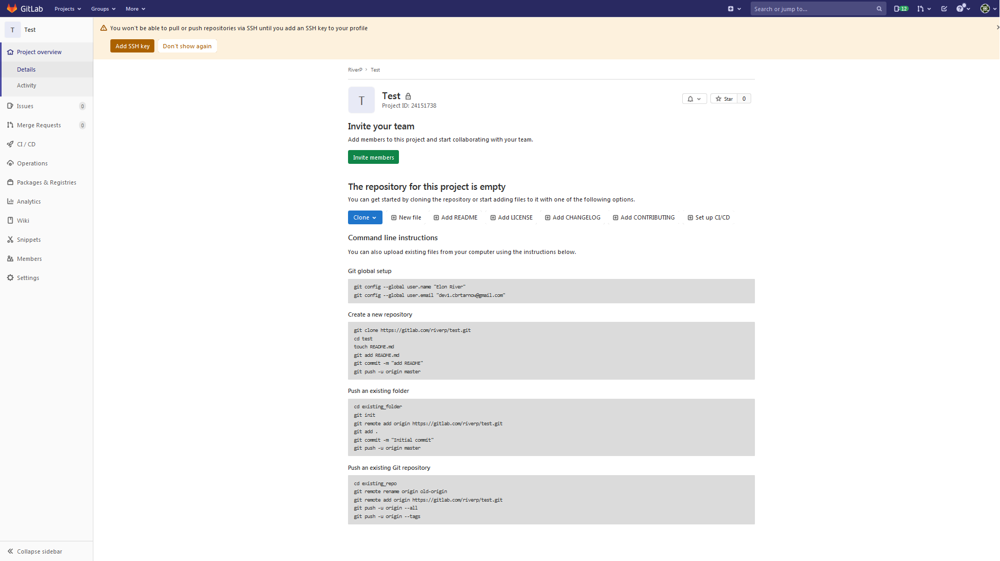 GitLab Projects Groups More Search or jump to... 12
T Test
Project overview
Details
Activity
Issues 0
Merge Requests 0
CI / CD
Operations
Packages & Registries
Analytics
Wiki
Snippets
Members
Settings
Collapse sidebar
You won't be able to pull or push repositories via SSH until you add an SSH key to your profile
Add SSH key Don't show again
RiverP › Test
T Test
Project ID: 24151738
Star 0
Invite your team
Add members to this project and start collaborating with your team.
Invite members
The repository for this project is empty
You can get started by cloning the repository or start adding files to it with one of the following options.
Clone New file Add README Add LICENSE Add CHANGELOG Add CONTRIBUTING Set up CI/CD
Command line instructions
You can also upload existing files from your computer using the instructions below.
Git global setup
git config --global user.name "Elon River"
git config --global user.email "dev1.cbrtarnow@gmail.com"
Create a new repository
git clone https://gitlab.com/riverp/test.git
cd test
touch README.md
git add README.md
git commit -m "add README"
git push -u origin master
Push an existing folder
cd existing_folder
git init
git remote add origin https://gitlab.com/riverp/test.git
git add .
git commit -m "Initial commit"
git push -u origin master
Push an existing Git repository
cd existing_repo
git remote rename origin old-origin
git remote add origin https://gitlab.com/riverp/test.git
git push -u origin --all
git push -u origin --tags